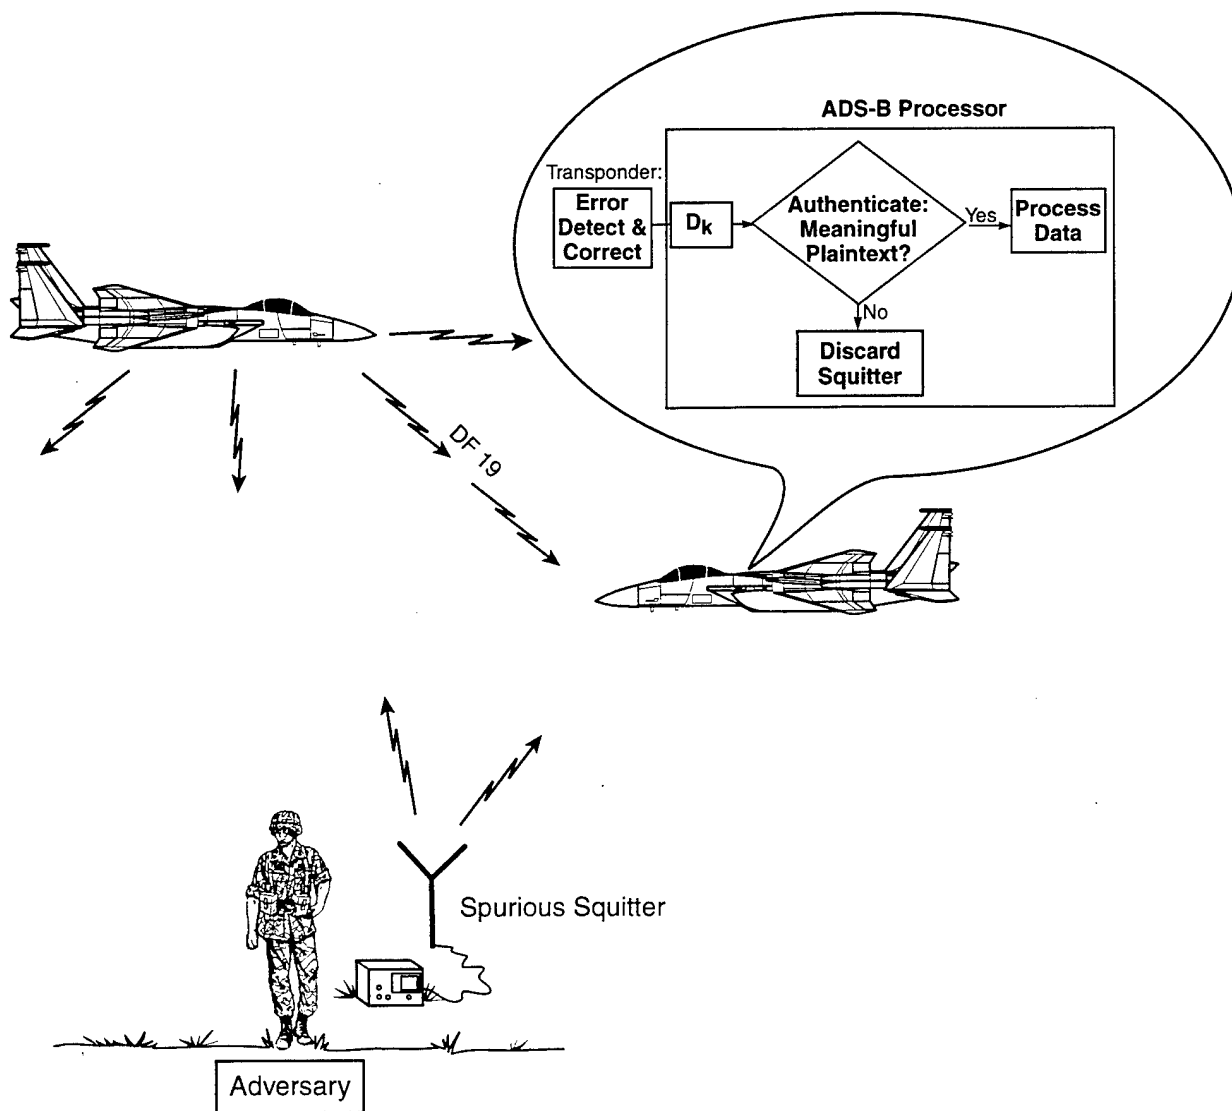 ADS-B Processor
Transponder:
Error
Detect &
Correct
Dk
Authenticate:
Meaningful
Plaintext?
Yes
Process
Data
No
Discard
Squitter
DF 19
Spurious Squitter
Adversary